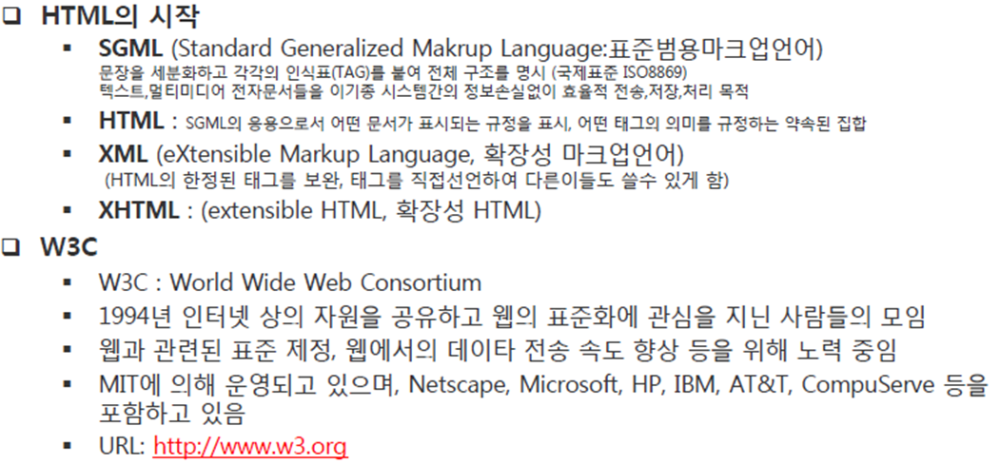 ❑ HTML의 시작
▪ SGML (Standard Generalized Makrup Language:표준범용마크업언어)
문장을 세분화하고 각각의 인식표(TAG)를 붙여 전체 구조를 명시 (국제표준 ISO8869)
텍스트,멀티미디어 전자문서들을 이기종 시스템간의 정보손실없이 효율적 전송,저장,처리 목적
▪ HTML : SGML의 응용으로서 어떤 문서가 표시되는 규정을 표시, 어떤 태그의 의미를 규정하는 약속된 집합
▪ XML (eXtensible Markup Language, 확장성 마크업언어)
(HTML의 한정된 태그를 보완, 태그를 직접선언하여 다른이들도 쓸수 있게 함)
▪ XHTML : (extensible HTML, 확장성 HTML)
❑ W3C
▪ W3C : World Wide Web Consortium
▪ 1994년 인터넷 상의 자원을 공유하고 웹의 표준화에 관심을 지닌 사람들의 모임
▪ 웹과 관련된 표준 제정, 웹에서의 데이타 전송 속도 향상 등을 위해 노력 중임
▪ MIT에 의해 운영되고 있으며, Netscape, Microsoft, HP, IBM, AT&T, CompuServe 등을
포함하고 있음
▪ URL: http://www.w3.org